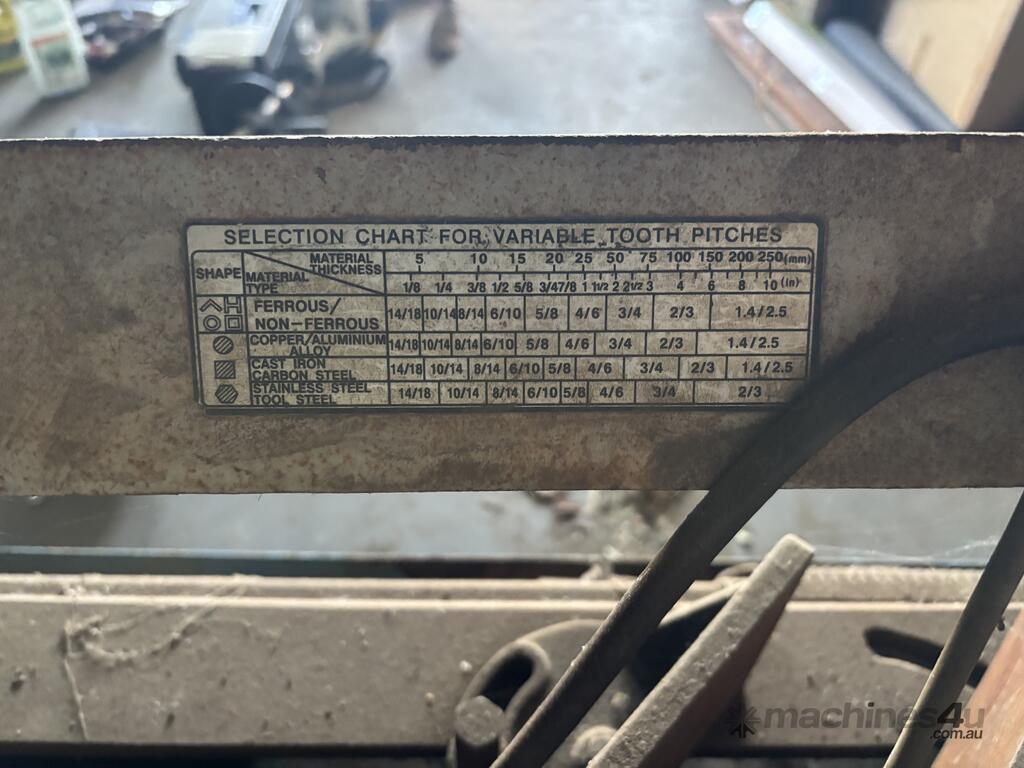 SELECTION CHART FOR VARIABLE TOOTH PITCHES
SHAPE MATERIAL THICKNESS 5 10 15 20 25 50 75 100 150 200 250(mm)
MATERIAL TYPE 1/8 1/4 3/8 1/2 5/8 3/4 7/8 1 1 1/2 2 2 1/2 3 4 6 8 10(in)
FERROUS/ NON-FERROUS 14/18 10/14 8/14 6/10 5/8 4/6 3/4 2/3 1.4/2.5
COPPER/ALUMINIUM ALLOY 14/18 10/14 8/14 6/10 5/8 4/6 3/4 2/3 1.4/2.5
CAST IRON CARBON STEEL 14/18 10/14 8/14 6/10 5/8 4/6 3/4 2/3 1.4/2.5
STAINLESS STEEL TOOL STEEL 14/18 10/14 8/14 6/10 5/8 4/6 3/4 2/3
machines4u
.com.au